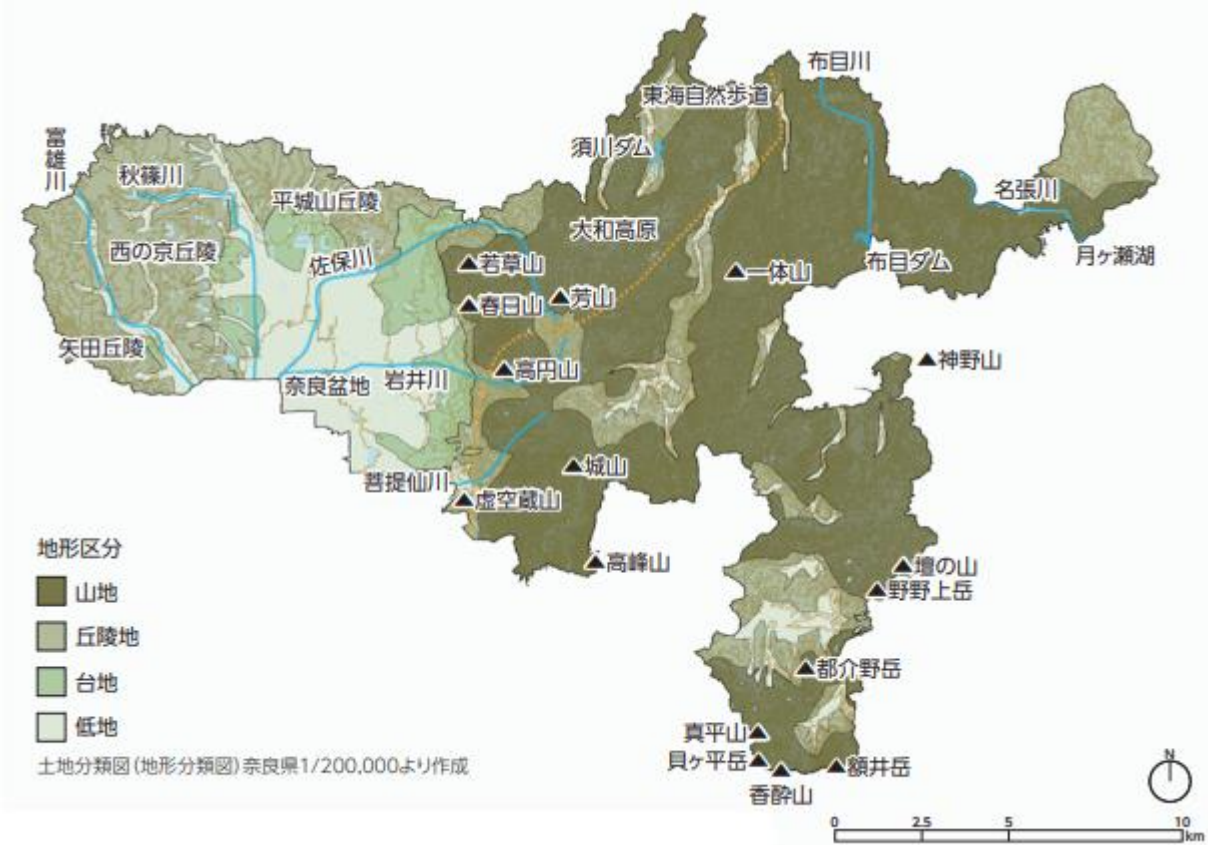 布目川
東海自然歩道
富雄川
須川ダム
秋篠川
名張川
平城山丘陵
大和高原
西の京丘陵
月ヶ瀬湖
佐保川
布目ダム
▲若草山
▲一体山
▲芳山
▲春日山
矢田丘陵
▲神野山
▲高円山
岩井川
奈良盆地
▲城山
菩提仙川
▲虚空蔵山
地形区分
▲高峰山
▲壇の山
山地
▲野野上岳
丘陵地
▲都介野岳
台地
低地
真平山▲
貝ヶ平岳▲
▲額井岳
土地分類図(地形分類図)奈良県1/200,000より作成
香酔山
N
0 2.5 5 10
km